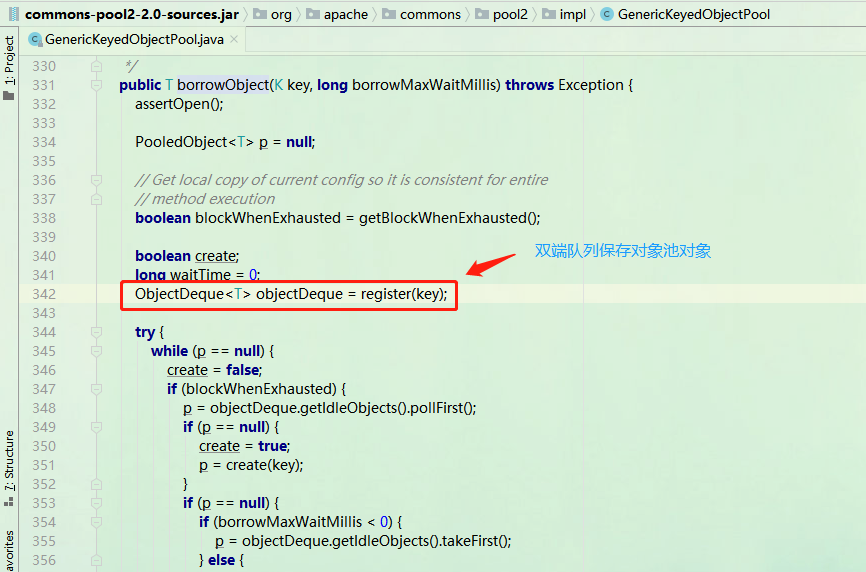 commons-pool2-2.0-sources.jar org apache commons pool2 impl GenericKeyedObjectPool
GenericKeyedObjectPool.java
1: Project
7: Structure
avorites
330 */
331 public T borrowObject(K key, long borrowMaxWaitMillis) throws Exception {
332 assertOpen();
333
334 PooledObject<T> p = null;
335
336 // Get local copy of current config so it is consistent for entire
337 // method execution
338 boolean blockWhenExhausted = getBlockWhenExhausted();
339
340 boolean create;
341 long waitTime = 0;
双端队列保存对象池对象
342 ObjectDeque<T> objectDeque = register(key);
343
344 try {
345 while (p == null) {
346 create = false;
347 if (blockWhenExhausted) {
348 p = objectDeque.getIdleObjects().pollFirst();
349 if (p == null) {
350 create = true;
351 p = create(key);
352 }
353 if (p == null) {
354 if (borrowMaxWaitMillis < 0) {
355 p = objectDeque.getIdleObjects().takeFirst();
356 } else {